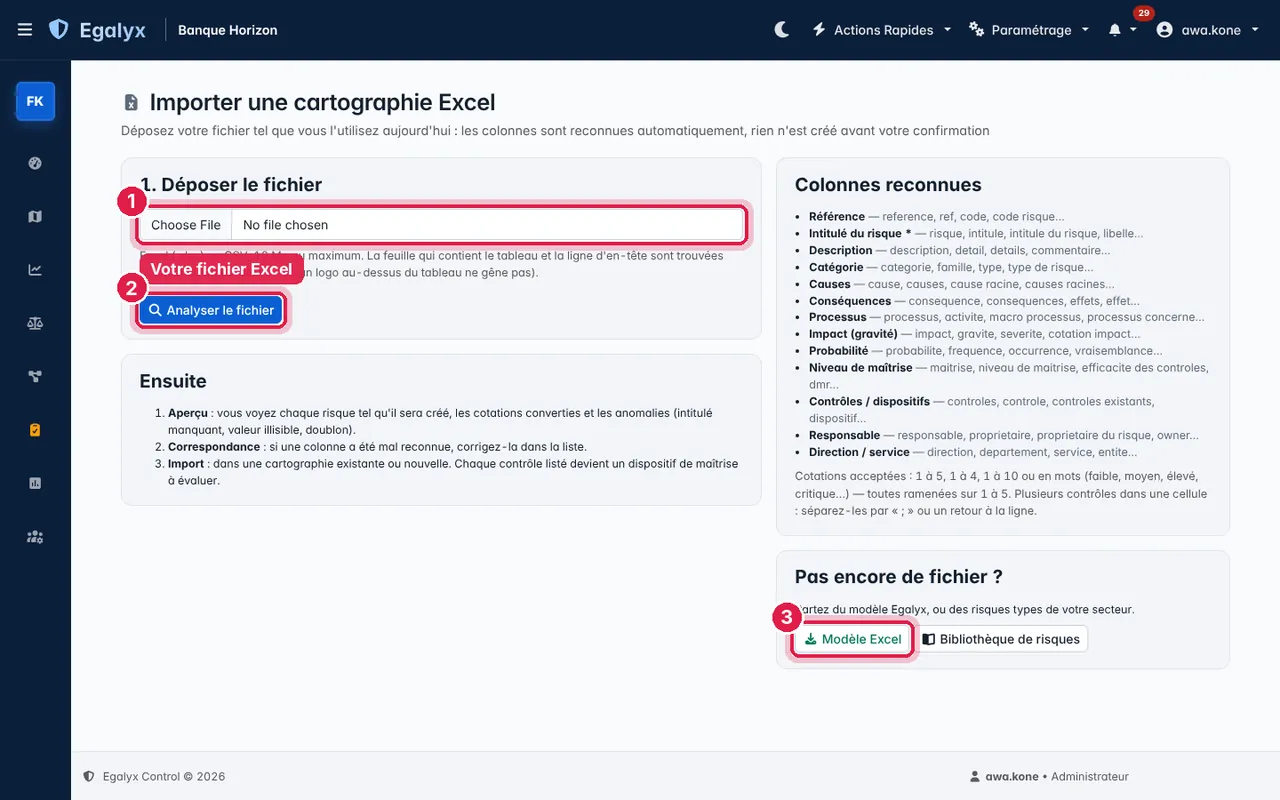 Egalyx
Banque Horizon
Actions Rapides
Paramétrage
29
awa.kone
FK
Importer une cartographie Excel
Déposez votre fichier tel que vous l'utilisez aujourd'hui : les colonnes sont reconnues automatiquement, rien n'est créé avant votre confirmation
1. Déposer le fichier
1
Choose File
No file chosen
maximum. La feuille qui contient le tableau et la ligne d'en-tête sont trouvées
Votre fichier Excel
un logo au-dessus du tableau ne gêne pas).
2
Analyser le fichier
Ensuite
1. Aperçu : vous voyez chaque risque tel qu'il sera créé, les cotations converties et les anomalies (intitulé
manquant, valeur illisible, doublon).
2. Correspondance : si une colonne a été mal reconnue, corrigez-la dans la liste.
3. Import : dans une cartographie existante ou nouvelle. Chaque contrôle listé devient un dispositif de maîtrise
à évaluer.
Colonnes reconnues
• Référence — reference, ref, code, code risque...
• Intitulé du risque * — risque, intitule, intitule du risque, libelle...
• Description — description, detail, details, commentaire...
• Catégorie — categorie, famille, type, type de risque...
• Causes — cause, causes, cause racine, causes racines...
• Conséquences — consequence, consequences, effets, effet...
• Processus — processus, activite, macro processus, processus concerne...
• Impact (gravité) — impact, gravite, severite, cotation impact...
• Probabilité — probabilite, frequence, occurrence, vraisemblance...
• Niveau de maîtrise — maitrise, niveau de maitrise, efficacite des controles,
dmr...
• Contrôles / dispositifs — controles, controle, controles existants,
dispositif...
• Responsable — responsable, proprietaire, proprietaire du risque, owner...
• Direction / service — direction, departement, service, entite...
Cotations acceptées : 1 à 5, 1 à 4, 1 à 10 ou en mots (faible, moyen, élevé,
critique...) — toutes ramenées sur 1 à 5. Plusieurs contrôles dans une cellule
: séparez-les par « ; » ou un retour à la ligne.
Pas encore de fichier ?
du modèle Egalyx, ou des risques types de votre secteur.
3
Modèle Excel
Bibliothèque de risques
Egalyx Control © 2026
awa.kone • Administrateur